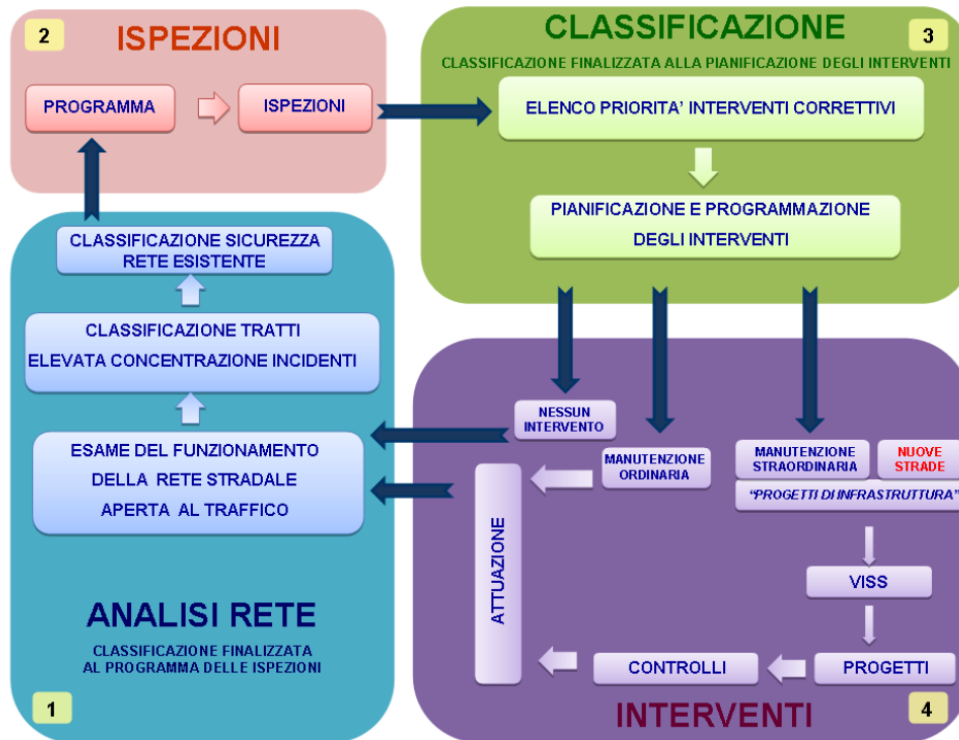 2
ISPEZIONI
PROGRAMMA
ISPEZIONI
CLASSIFICAZIONE
3
CLASSIFICAZIONE FINALIZZATA ALLA PIANIFICAZIONE DEGLI INTERVENTI
ELENCO PRIORITA' INTERVENTI CORRETTIVI
PIANIFICAZIONE E PROGRAMMAZIONE
DEGLI INTERVENTI
CLASSIFICAZIONE SICUREZZA
RETE ESISTENTE
CLASSIFICAZIONE TRATTI
ELEVATA CONCENTRAZIONE INCIDENTI
ESAME DEL FUNZIONAMENTO
DELLA RETE STRADALE
APERTA AL TRAFFICO
ANALISI RETE
CLASSIFICAZIONE FINALIZZATA
AL PROGRAMMA DELLE ISPEZIONI
1
NESSUN
INTERVENTO
MANUTENZIONE
ORDINARIA
MANUTENZIONE
STRAORDINARIA
NUOVE
STRADE
"PROGETTI DI INFRASTRUTTURA"
VISS
PROGETTI
CONTROLLI
ATTUAZIONE
INTERVENTI
4